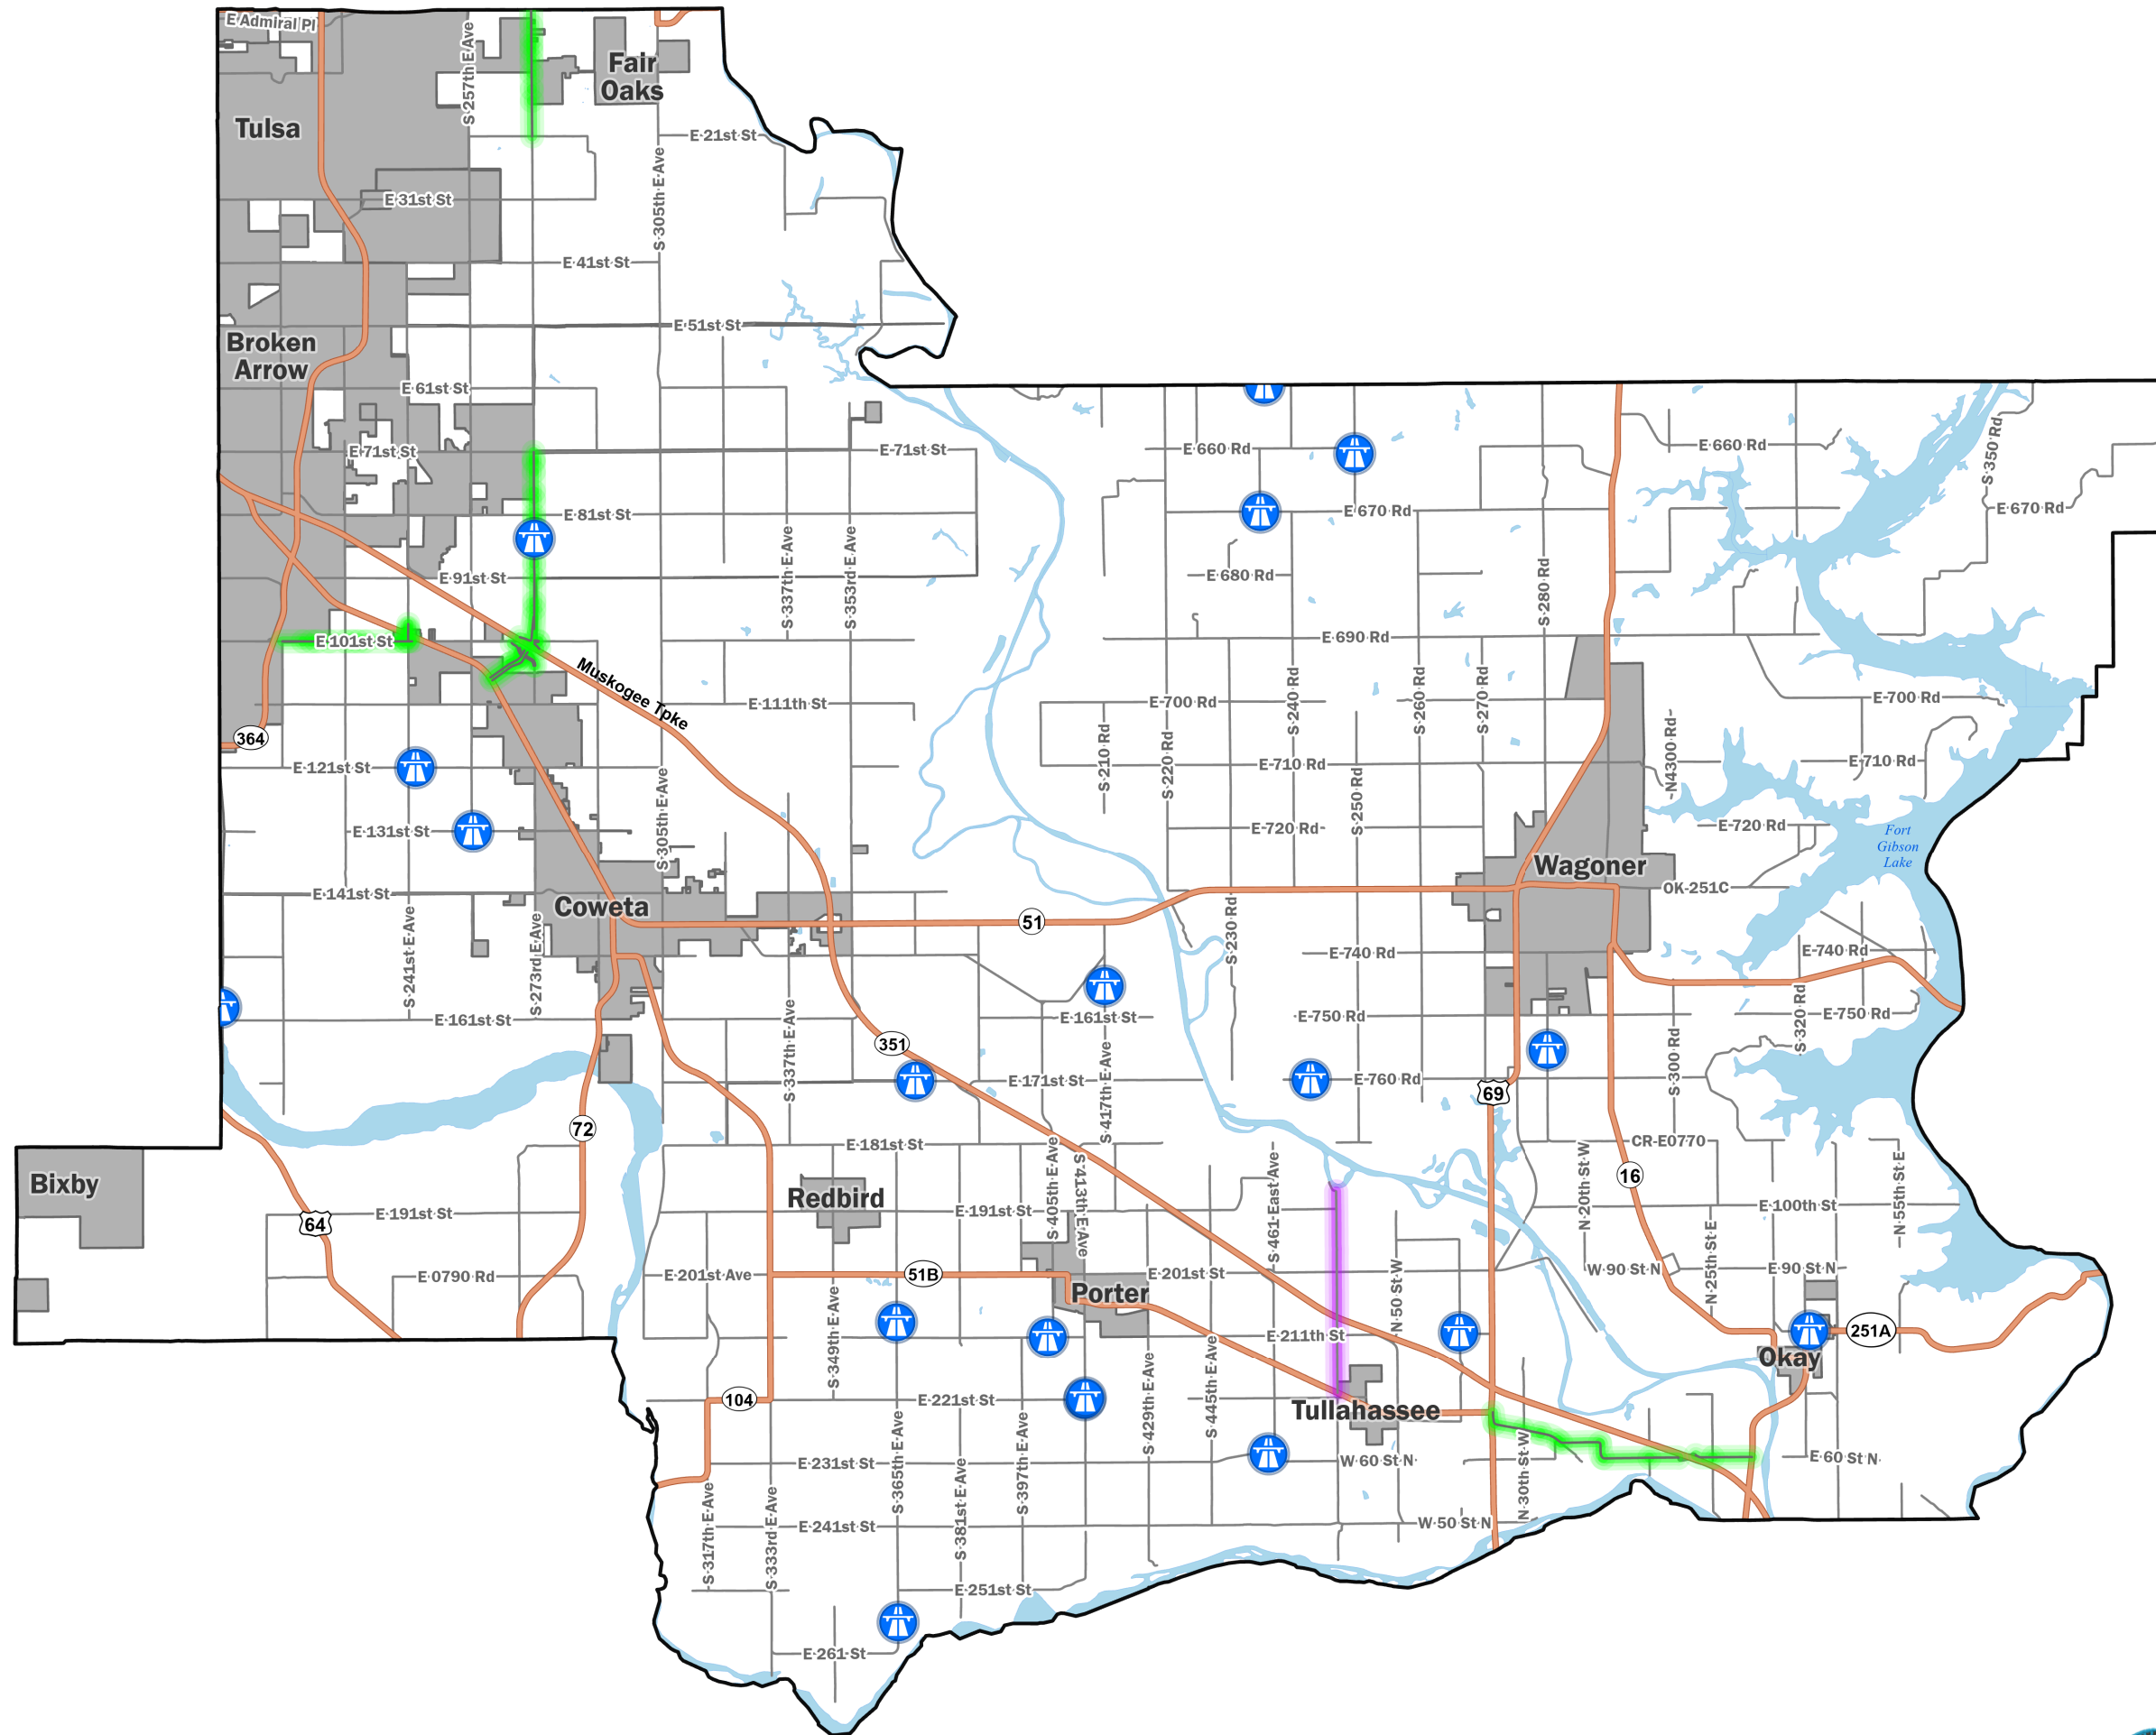 E Admiral Pl
S 257th E Ave
Fair
Oaks
Tulsa
E 21st St
S 305th E Ave
E 31st St
E 41st St
E 51st St
Broken
Arrow
E 61st St
E 71st St
E 71st St
E 660 Rd
E 660 Rd
S 350 Rd
E 81st St
E 670 Rd
E 670 Rd
S 337th E Ave
S 353rd E Ave
E 91st St
E 680 Rd
S 280 Rd
E 101st St
E 690 Rd
Muskogee Tpke
E 111th St
E 700 Rd
S 240 Rd
S 260 Rd
S 270 Rd
E 700 Rd
364
S 210 Rd
S 220 Rd
N4300 Rd
E 121st St
E 710 Rd
E 710 Rd
S 305th E Ave
S 250 Rd
E 131st St
E 720 Rd
E 720 Rd
Fort
Gibson
Lake
Wagoner
E 141st St
OK-251C
Coweta
51
S 241st E Ave
S 273rd E Ave
S 230 Rd
E 740 Rd
E 740 Rd
E 161st St
E 161st St
E 750 Rd
S 320 Rd
E 750 Rd
S 337th E Ave
351
S 417th E Ave
S 300 Rd
E 171st St
E 760 Rd
69
72
E 181st St
CR-E0770
S 405th E Ave
S 413th E Ave
S 461 East Ave
N 20th St W
16
N 55th St E
Bixby
Redbird
64
E 191st St
E 191st St
E 100th St
E 0790 Rd
E 201st Ave
51B
E 201st St
W 90 St N
N 25th St E
E 90 St N
Porter
S 349th E Ave
N 50 St W
E 211th St
251A
Okay
S 429th E Ave
S 445th E Ave
104
E 221st St
Tullahassee
S 365th E Ave
S 397th E Ave
E 231st St
W 60 St N
N 30th St W
E 60 St N
S 317th E Ave
S 333rd E Ave
S 381st E Ave
E 241st St
W 50 St N
E 251st St
E 261 St